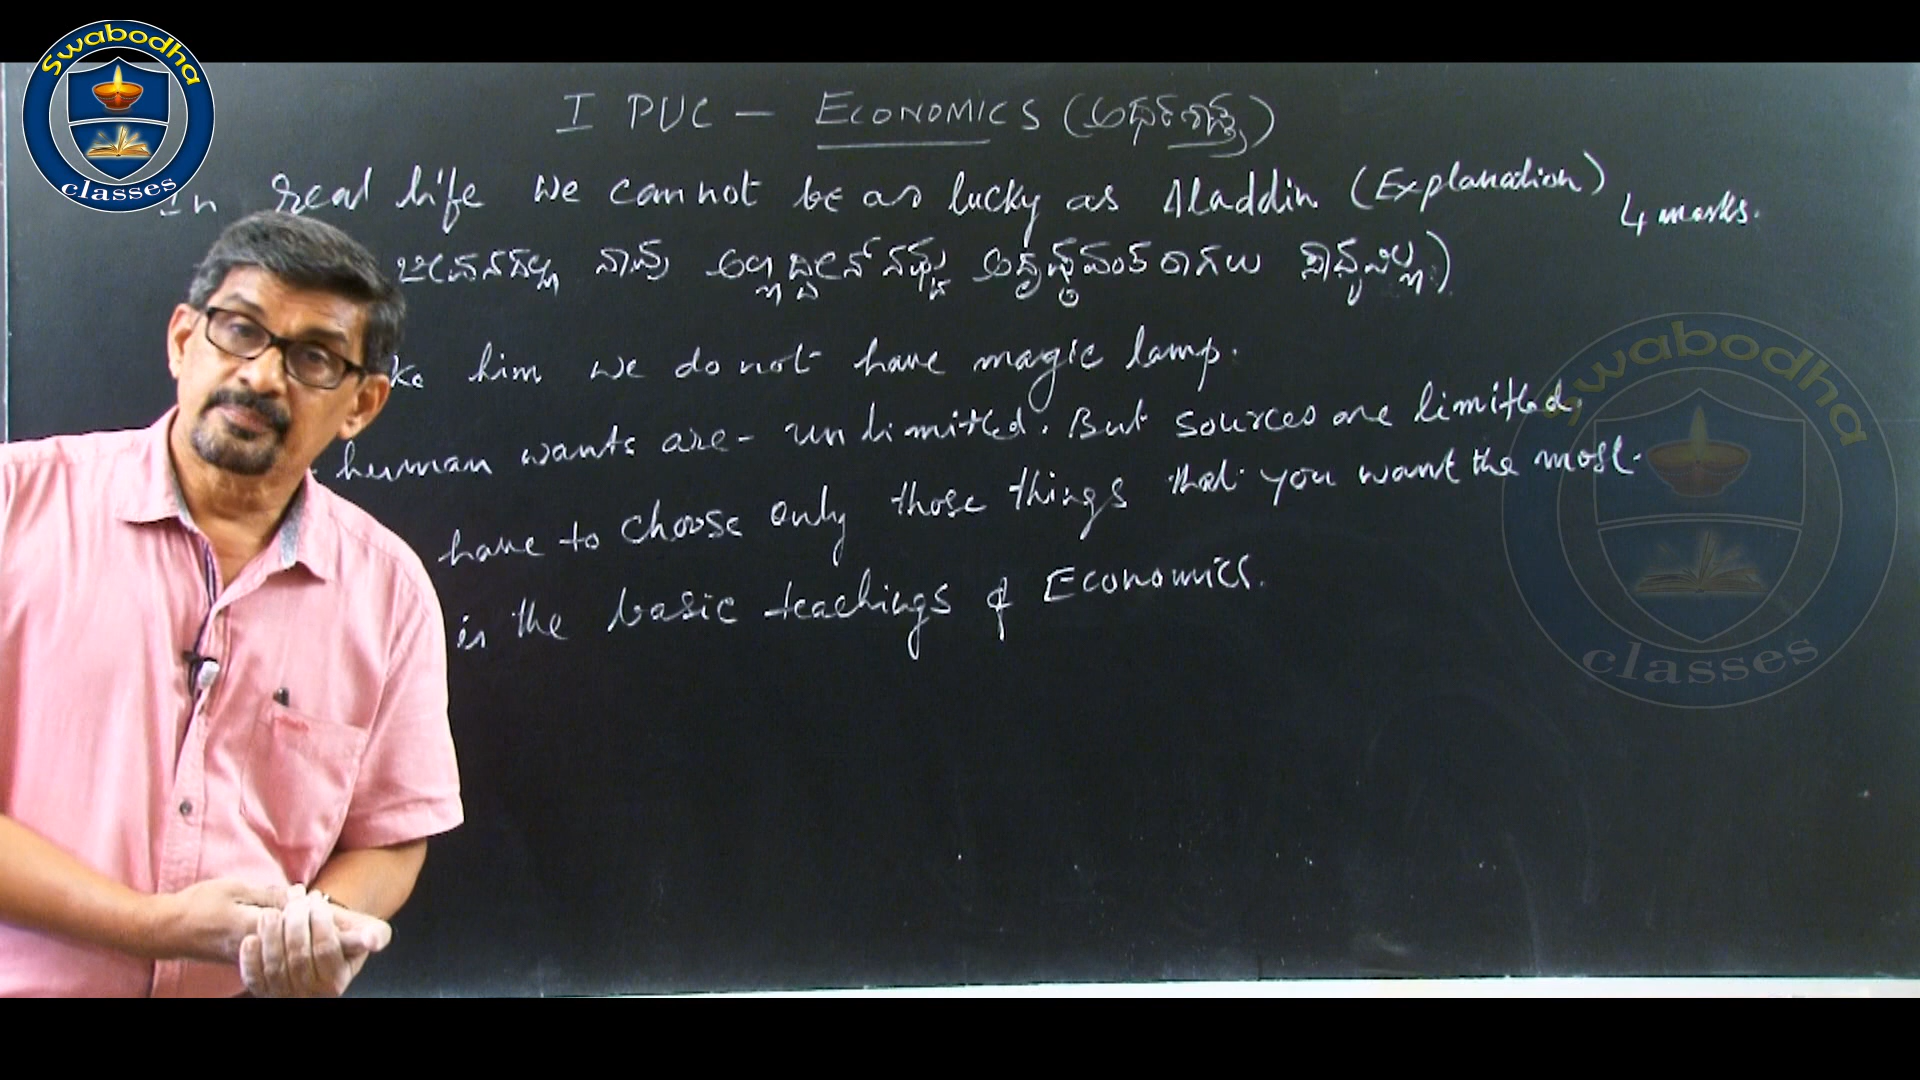 Swabodha
classes
I PUC – ECONOMICS (ಅರ್ಥಶಾಸ್ತ್ರ)
In real life we cannot be as lucky as Aladdin (Explanation) 4 marks.
ಜೀವನದಲ್ಲಿ ನಾವು ಅಲ್ಲಾದ್ದೀನ್ ನಷ್ಟು ಅದೃಷ್ಟವಂತರಾಗಲು ಸಾಧ್ಯವಿಲ್ಲ.)
ke him we do not have magic lamp.
human wants are - unlimited. But sources are limited.
have to choose only those things that you want the most.
is the basic teachings of Economics.
Swabodha
classes